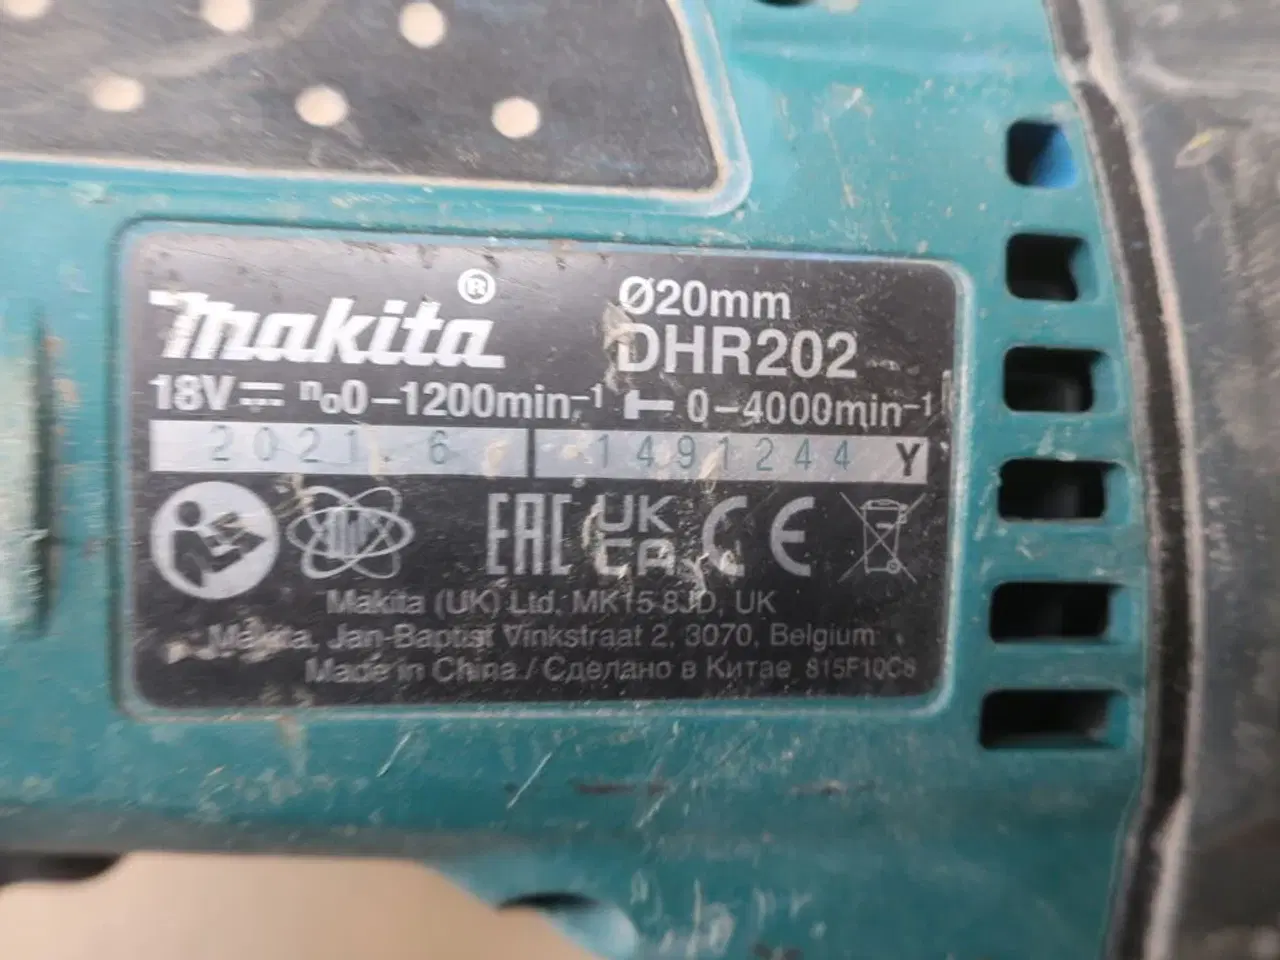 makita®
Ø20mm
DHR202
18V⎓ n₀0–1200min⁻¹ 0–4000min⁻¹
2021.6 1491244 Y
EAC UK CA CE
Makita (UK) Ltd, MK15 8JD, UK
Makita, Jan-Baptist Vinkstraat 2, 3070, Belgium
Made in China / Сделано в Китае 815F10C8